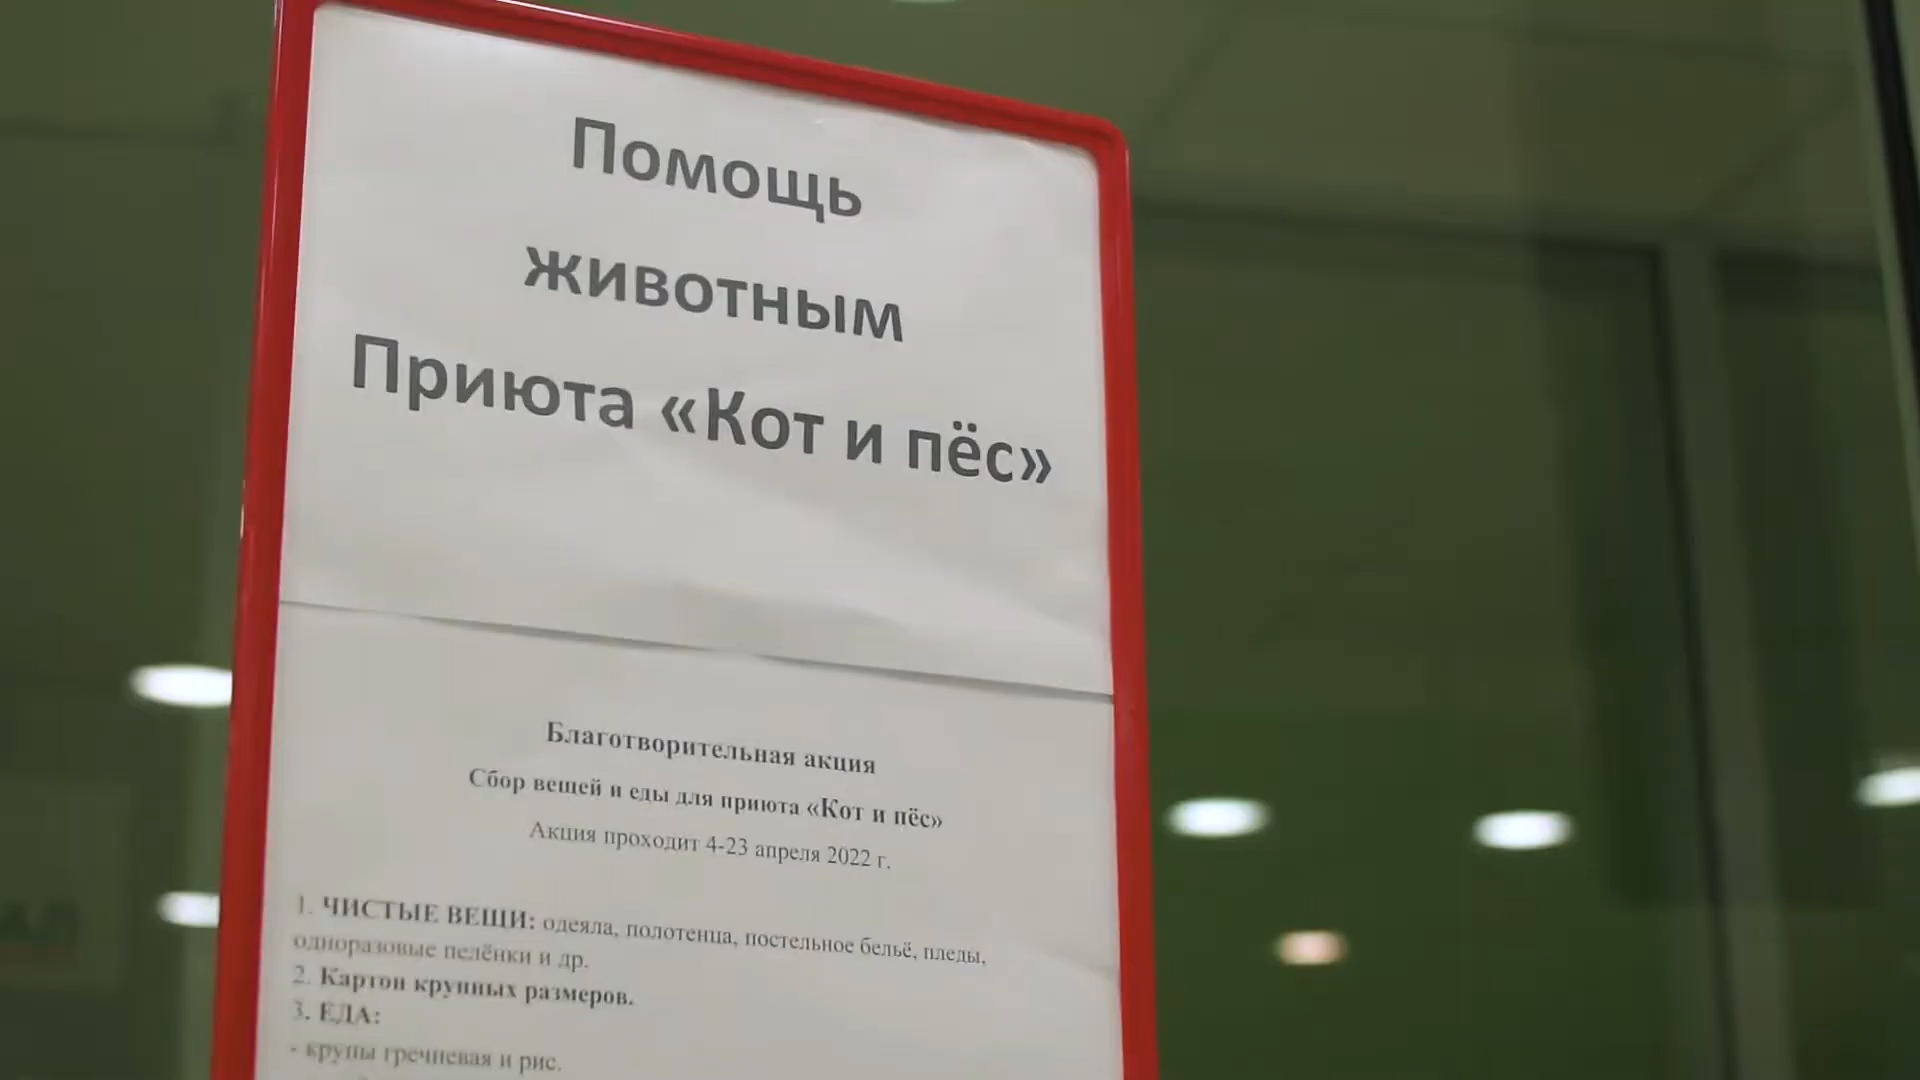 Помощь
животным
Приюта «Кот и пёс»
Благотворительная акция
Сбор вещей и еды для приюта «Кот и пёс»
Акция проходит 4-23 апреля 2022 г.
1. ЧИСТЫЕ ВЕЩИ: одеяла, полотенца, постельное бельё, пледы,
одноразовые пелёнки и др.
2. Картон крупных размеров.
3. ЕДА:
- крупы гречневая и рис.